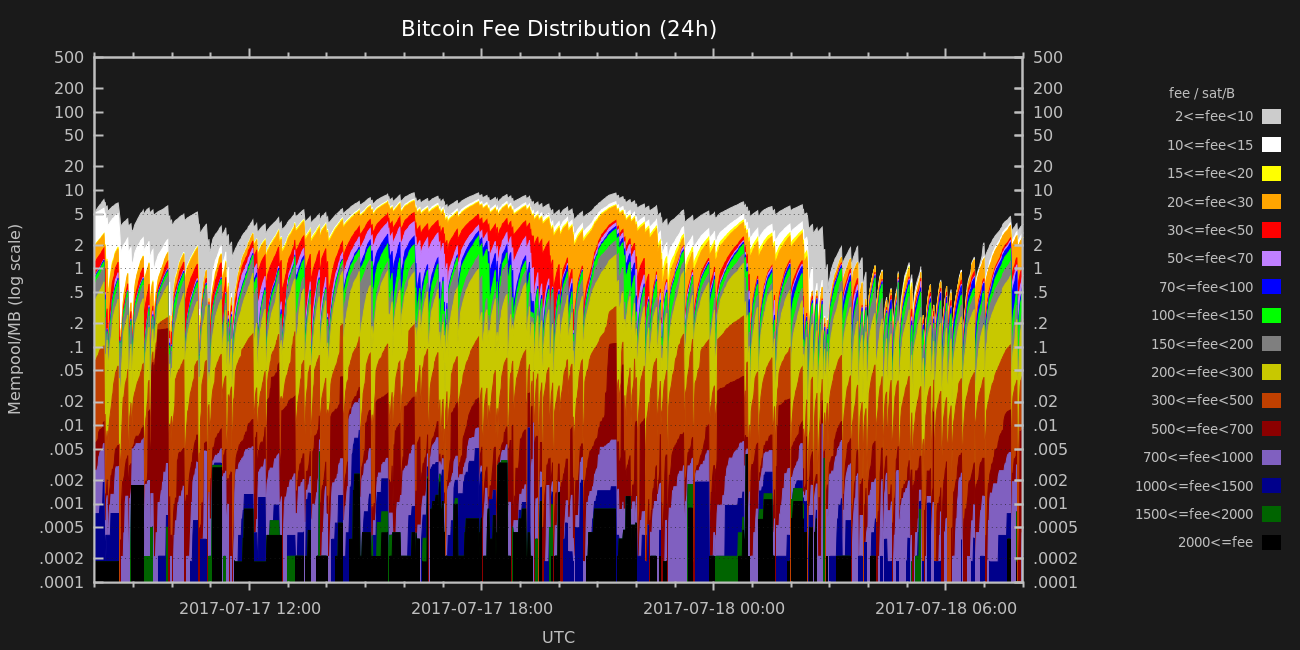 Bitcoin Fee Distribution (24h)
Mempool/MB (log scale)
500
200
100
50
20
10
5
2
1
.5
.2
.1
.05
.02
.01
.005
.002
.001
.0005
.0002
.0001
500
200
100
50
20
10
5
2
1
.5
.2
.1
.05
.02
.01
.005
.002
.001
.0005
.0002
.0001
2017-07-17 12:00
2017-07-17 18:00
2017-07-18 00:00
2017-07-18 06:00
UTC
fee / sat/B
2<=fee<10
10<=fee<15
15<=fee<20
20<=fee<30
30<=fee<50
50<=fee<70
70<=fee<100
100<=fee<150
150<=fee<200
200<=fee<300
300<=fee<500
500<=fee<700
700<=fee<1000
1000<=fee<1500
1500<=fee<2000
2000<=fee